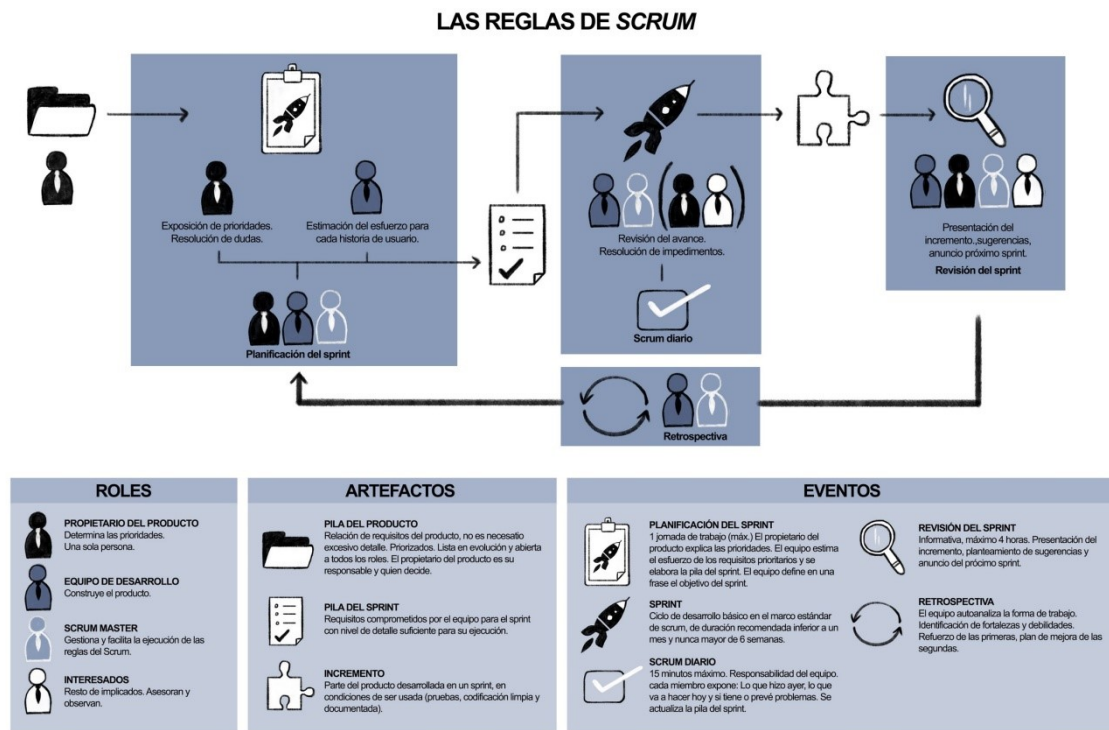 LAS REGLAS DE SCRUM
Exposición de prioridades.
Resolución de dudas.
Estimación del esfuerzo para
cada historia de usuario.
Planificación del sprint
Revisión del avance.
Resolución de impedimentos.
Scrum diario
Presentación del
incremento.,sugerencias,
anuncio próximo sprint.
Revisión del sprint
Retrospectiva
ROLES
PROPIETARIO DEL PRODUCTO
Determina las prioridades.
Una sola persona.
EQUIPO DE DESARROLLO
Construye el producto.
SCRUM MASTER
Gestiona y facilita la ejecución de las
reglas del Scrum.
INTERESADOS
Resto de implicados. Asesoran y
observan.
ARTEFACTOS
PILA DEL PRODUCTO
Relación de requisitos del producto, no es necesatio
excesivo detalle. Priorizados. Lista en evolución y abierta
a todos los roles. El propietario del producto es su
responsable y quien decide.
PILA DEL SPRINT
Requisitos comprometidos por el equipo para el sprint
con nivel de detalle suficiente para su ejecución.
INCREMENTO
Parte del producto desarrollada en un sprint, en
condiciones de ser usada (pruebas, codificación limpia y
documentada).
EVENTOS
PLANIFICACIÓN DEL SPRINT
1 jornada de trabajo (máx.) El propietario del
producto explica las prioridades. El equipo estima
el esfuerzo de los requisitos prioritarios y se
elabora la pila del sprint. El equipo define en una
frase el objetivo del sprint.
SPRINT
Ciclo de desarrollo básico en el marco estándar
de scrum, de duración recomendada inferior a un
mes y nunca mayor de 6 semanas.
SCRUM DIARIO
15 minutos máximo. Responsabilidad del equipo.
cada miembro expone: Lo que hizo ayer, lo que
va a hacer hoy y si tiene o prevé problemas. Se
actualiza la pila del sprint.
REVISIÓN DEL SPRINT
Informativa, máximo 4 horas. Presentación del
incremento, planteamiento de sugerencias y
anuncio del prócimo sprint.
RETROSPECTIVA
El equipo autoanaliza la forma de trabajo.
Identificación de fortalezas y debilidades.
Refuerzo de las primeras, plan de mejora de las
segundas.